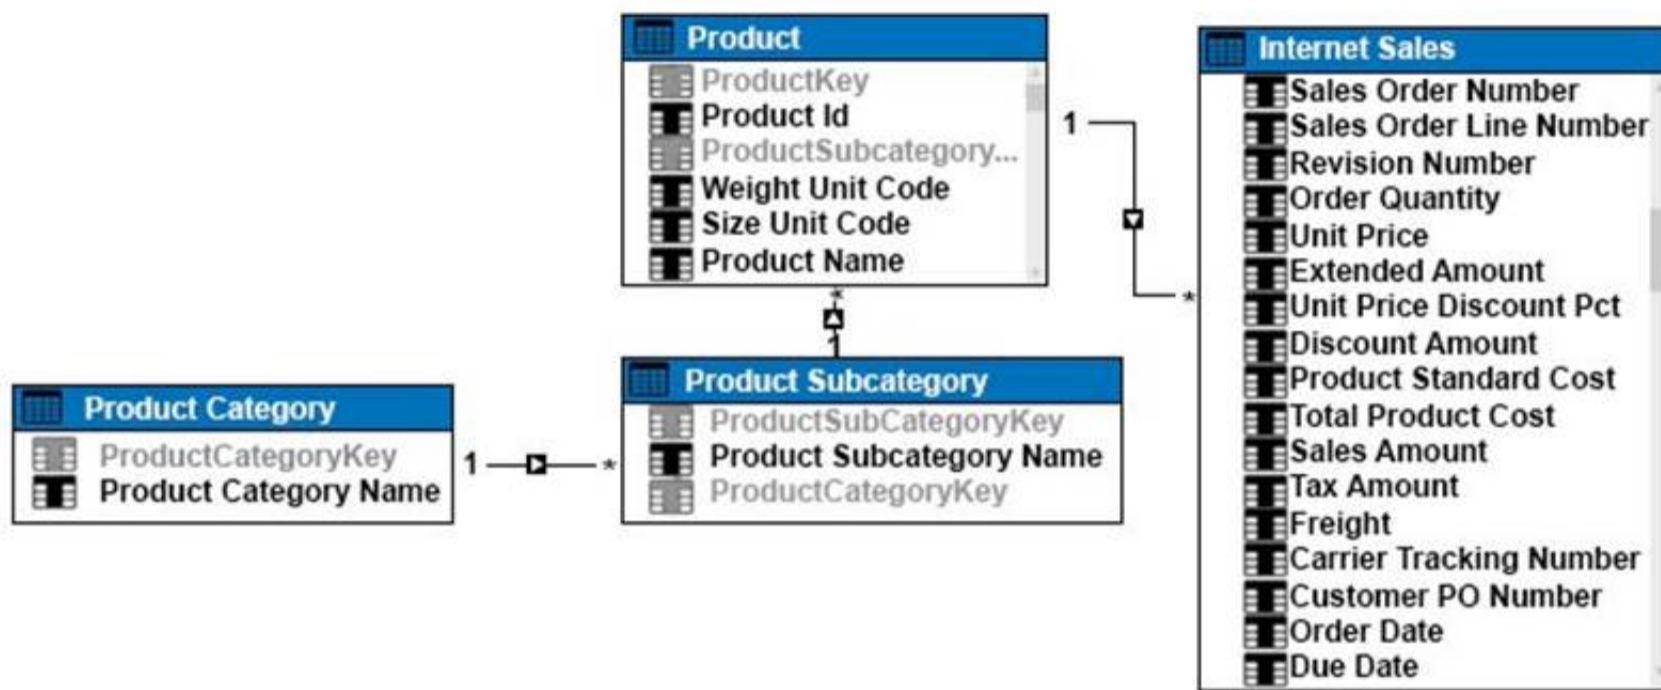 Product
ProductKey
Product Id
ProductSubcategory...
Weight Unit Code
Size Unit Code
Product Name
1
*
*
1
Internet Sales
Sales Order Number
Sales Order Line Number
Revision Number
Order Quantity
Unit Price
Extended Amount
Unit Price Discount Pct
Discount Amount
Product Standard Cost
Total Product Cost
Sales Amount
Tax Amount
Freight
Carrier Tracking Number
Customer PO Number
Order Date
Due Date
Product Category
ProductCategoryKey
Product Category Name
1
*
Product Subcategory
ProductSubCategoryKey
Product Subcategory Name
ProductCategoryKey